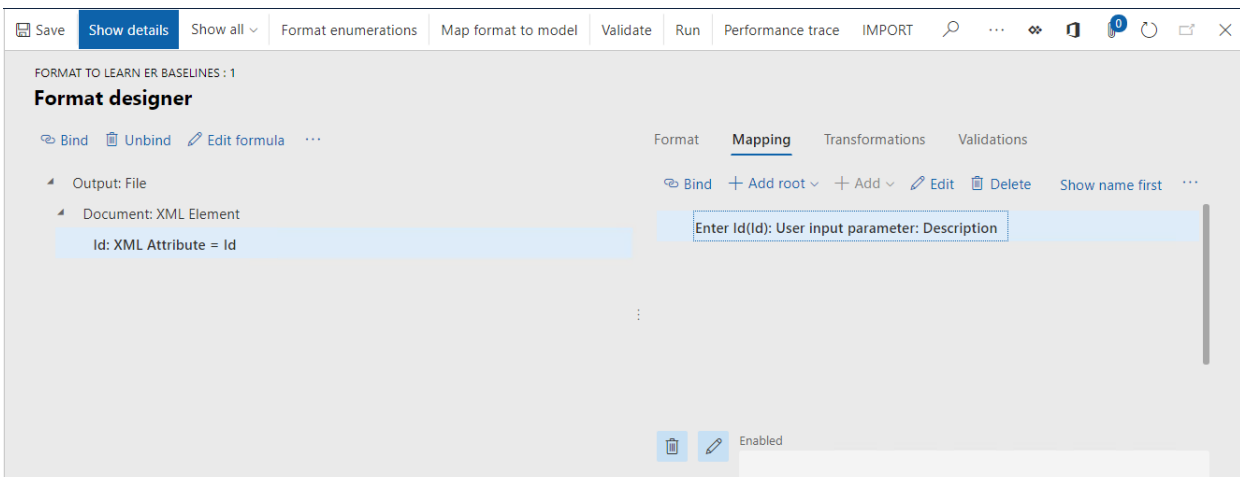 Save Show details Show all Format enumerations Map format to model Validate Run Performance trace IMPORT ... 0
FORMAT TO LEARN ER BASELINES : 1
Format designer
Bind Unbind Edit formula ...
Format Mapping Transformations Validations
Output: File
Bind Add root Add Edit Delete Show name first ...
Document: XML Element
Enter Id(Id): User input parameter: Description
Id: XML Attribute = Id
Enabled